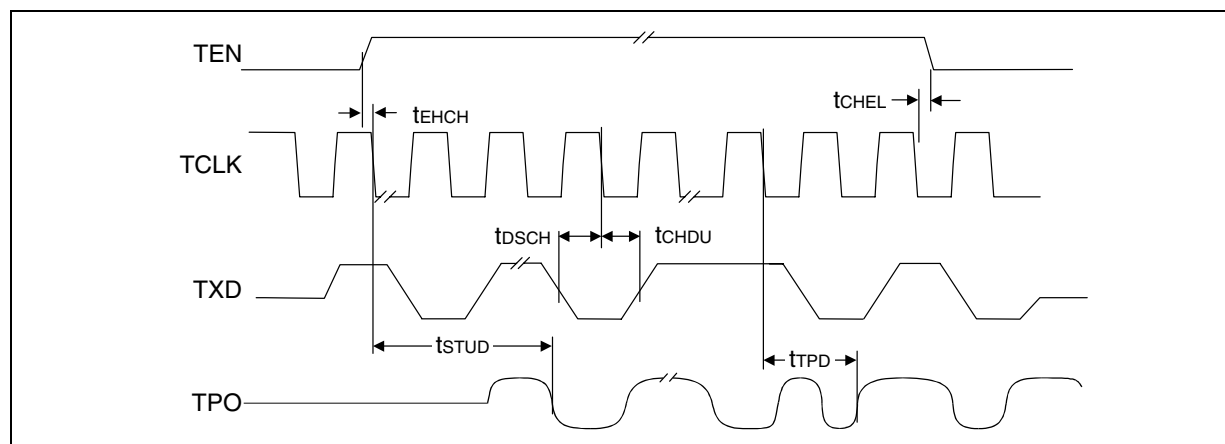 TEN
tCHEL
tEHCH
TCLK
tDSCH
tCHDU
TXD
tSTUD
tTPD
TPO